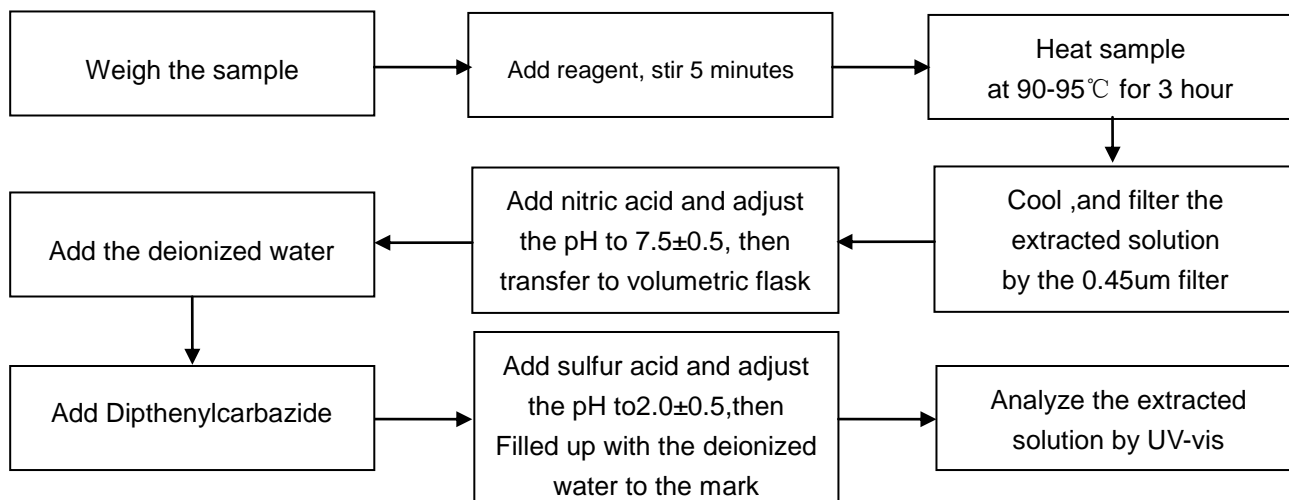 Weigh the sample
Add reagent, stir 5 minutes
Heat sample
at 90-95℃ for 3 hour
Cool ,and filter the
extracted solution
by the 0.45um filter
Add nitric acid and adjust
the pH to 7.5±0.5, then
transfer to volumetric flask
Add the deionized water
Add Dipthenylcarbazide
Add sulfur acid and adjust
the pH to2.0±0.5,then
Filled up with the deionized
water to the mark
Analyze the extracted
solution by UV-vis